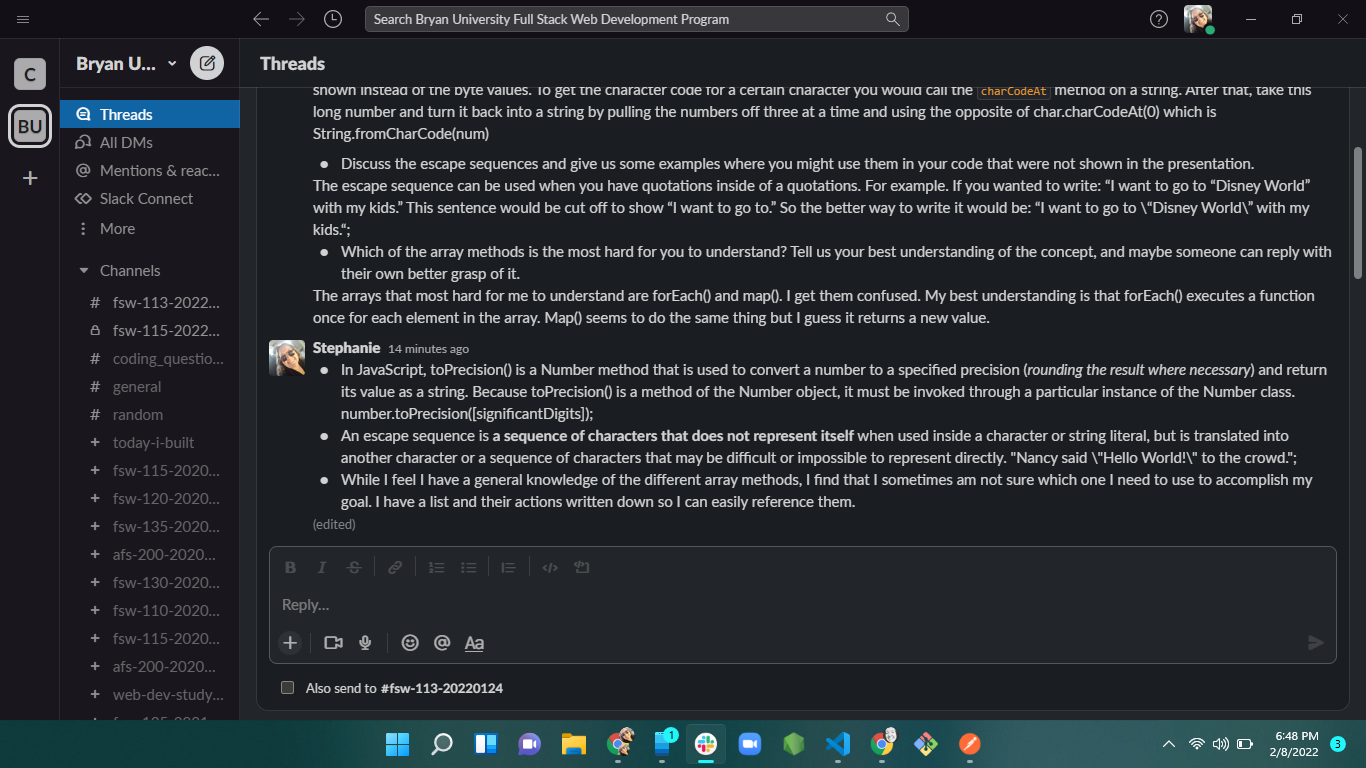 Search Bryan University Full Stack Web Development Program
C
Bryan U...
Threads
BU
Threads
All DMs
Mentions & reac...
Slack Connect
More
Channels
# fsw-113-2022...
fsw-115-2022...
# coding_questio...
# general
# random
+ today-i-built
+ fsw-115-2020...
+ fsw-120-2020...
+ fsw-135-2020...
+ afs-200-2020...
+ fsw-130-2020...
+ fsw-110-2020...
+ fsw-115-2020...
+ afs-200-2020...
+ web-dev-study...
shown instead of the byte values. To get the character code for a certain character you would call the charCodeAt method on a string. After that, take this
long number and turn it back into a string by pulling the numbers off three at a time and using the opposite of char.charCodeAt(0) which is
String.fromCharCode(num)
• Discuss the escape sequences and give us some examples where you might use them in your code that were not shown in the presentation.
The escape sequence can be used when you have quotations inside of a quotations. For example. If you wanted to write: “I want to go to “Disney World”
with my kids.” This sentence would be cut off to show “I want to go to.” So the better way to write it would be: “I want to go to \“Disney World\” with my
kids.“;
• Which of the array methods is the most hard for you to understand? Tell us your best understanding of the concept, and maybe someone can reply with
their own better grasp of it.
The arrays that most hard for me to understand are forEach() and map(). I get them confused. My best understanding is that forEach() executes a function
once for each element in the array. Map() seems to do the same thing but I guess it returns a new value.
Stephanie 14 minutes ago
• In JavaScript, toPrecision() is a Number method that is used to convert a number to a specified precision (rounding the result where necessary) and return
its value as a string. Because toPrecision() is a method of the Number object, it must be invoked through a particular instance of the Number class.
number.toPrecision([significantDigits]);
• An escape sequence is a sequence of characters that does not represent itself when used inside a character or string literal, but is translated into
another character or a sequence of characters that may be difficult or impossible to represent directly. "Nancy said \"Hello World!\" to the crowd.";
• While I feel I have a general knowledge of the different array methods, I find that I sometimes am not sure which one I need to use to accomplish my
goal. I have a list and their actions written down so I can easily reference them.
(edited)
B I S
Reply...
@ Aa
Also send to #fsw-113-20220124
1
6:48 PM
2/8/2022
3